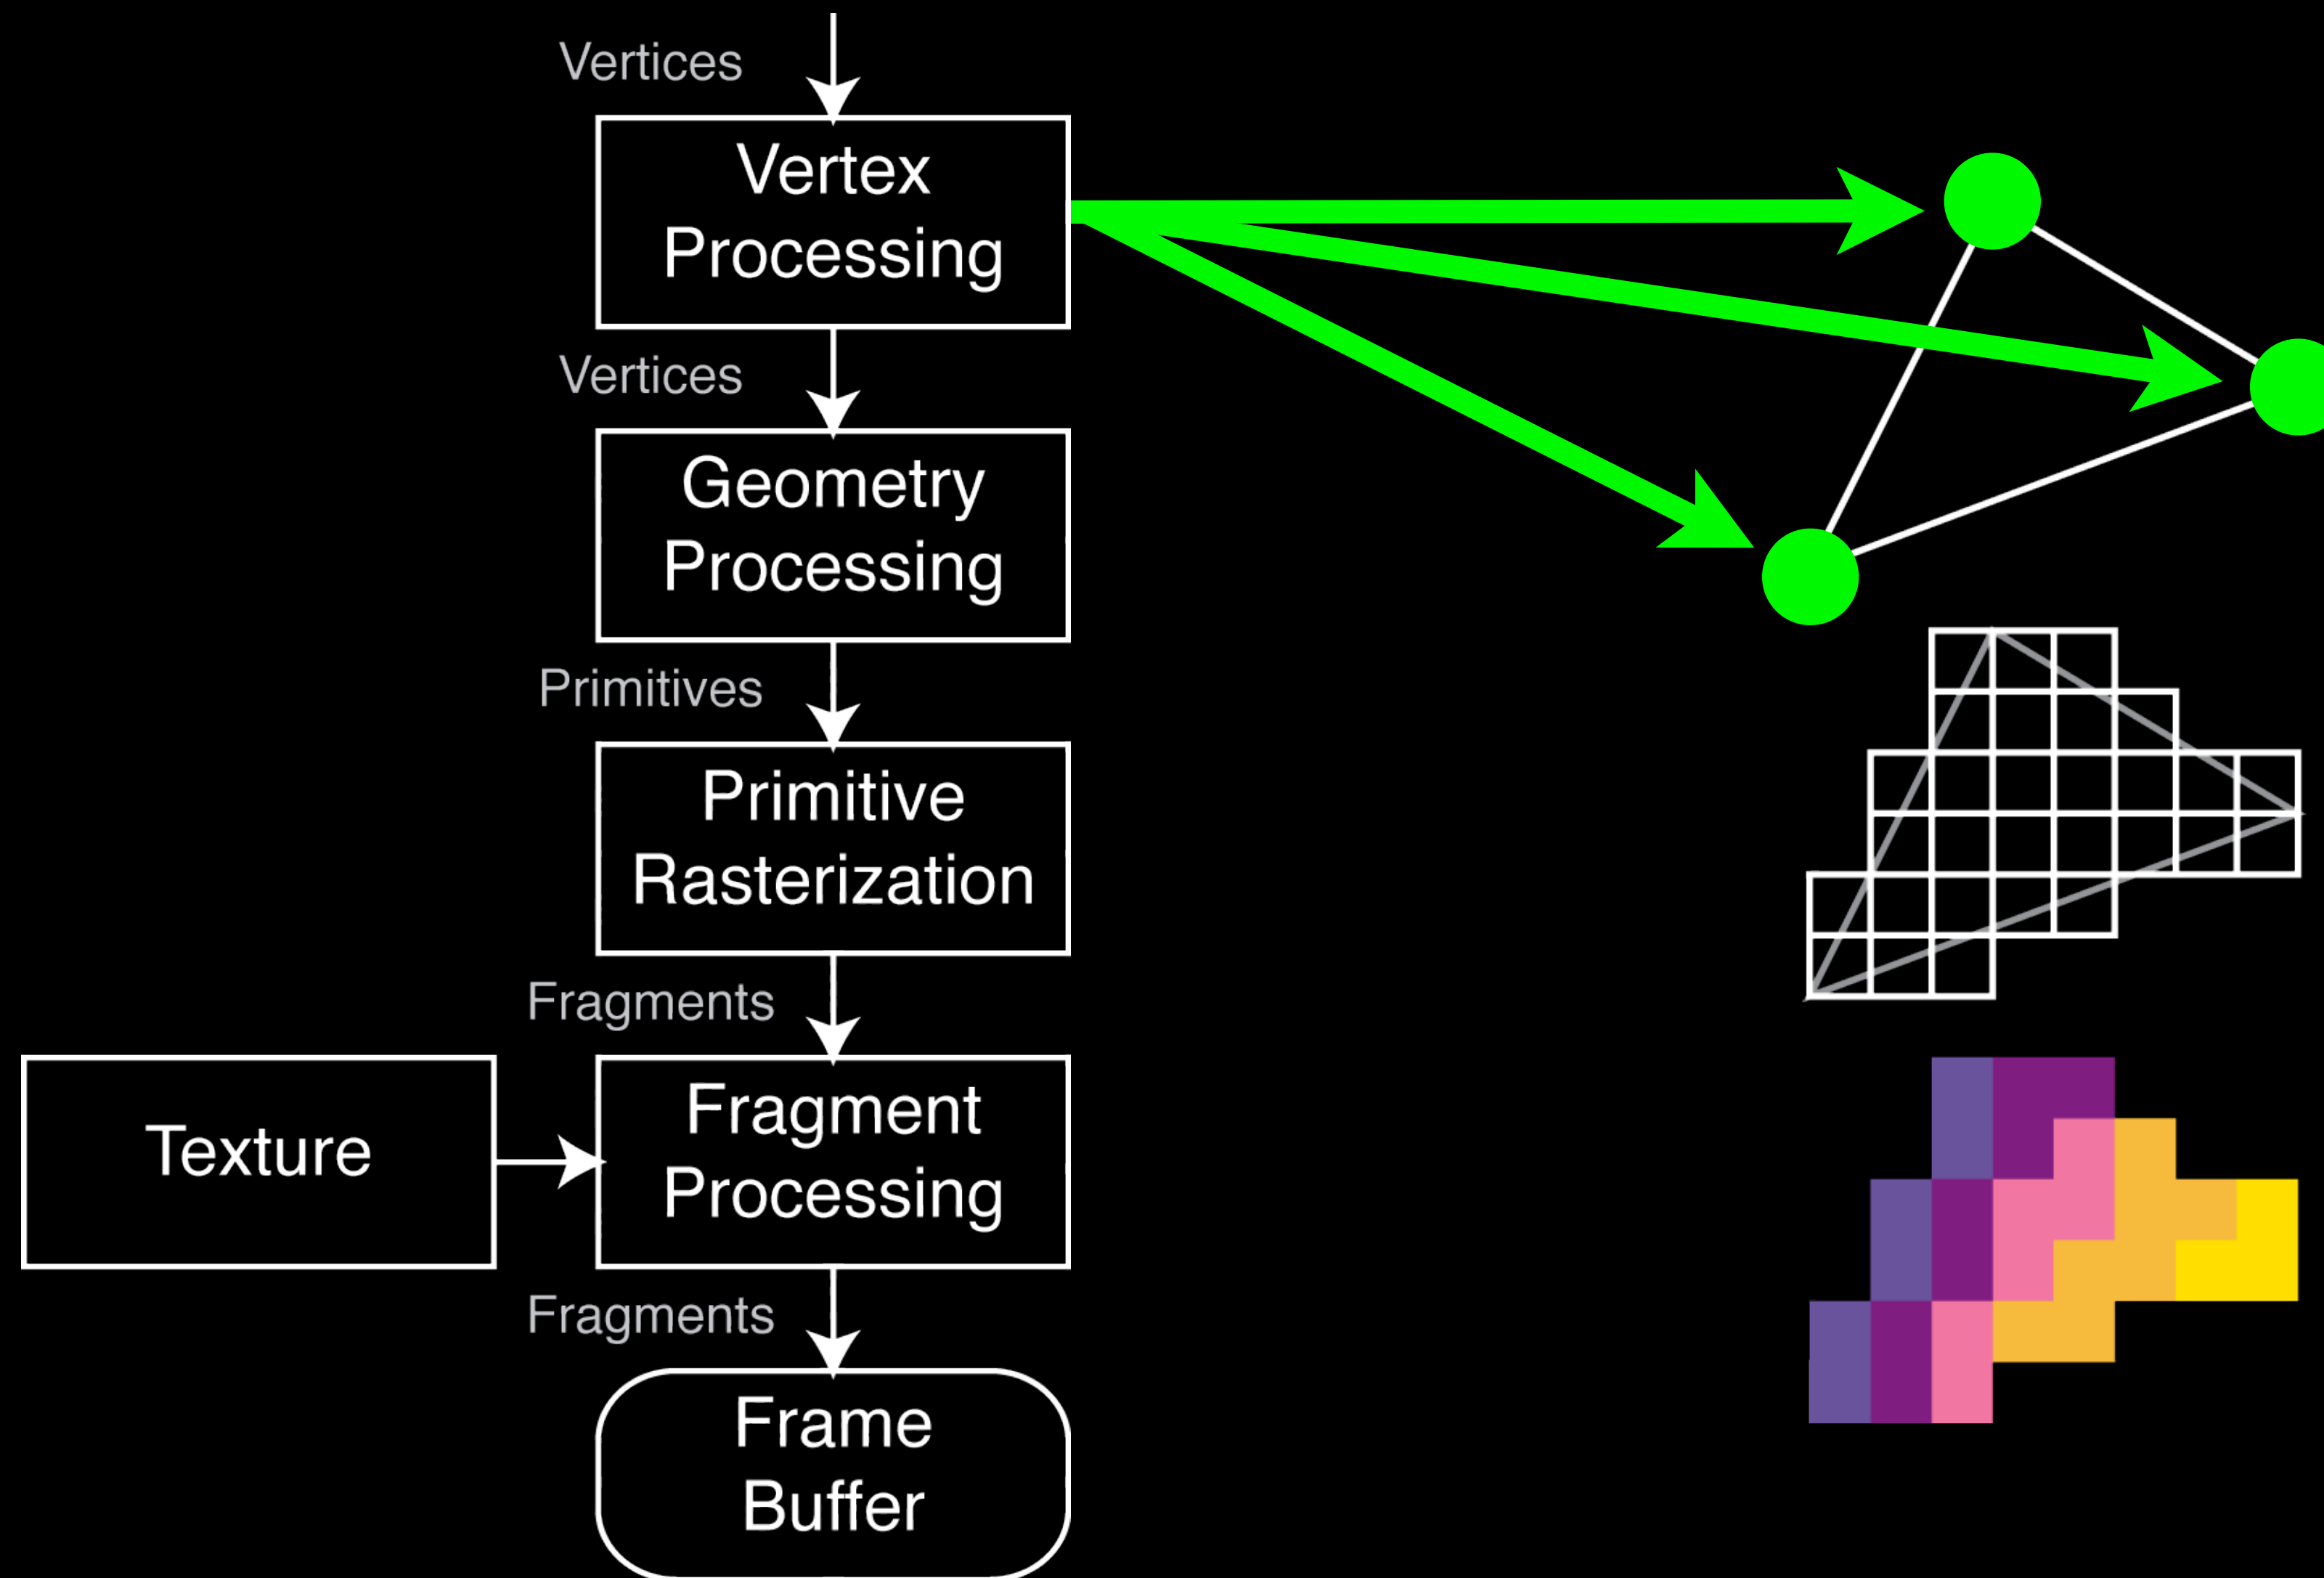 Vertices
Vertex
Processing
Vertices
Geometry
Processing
Primitives
Primitive
Rasterization
Fragments
Texture
Fragment
Processing
Fragments
Frame
Buffer